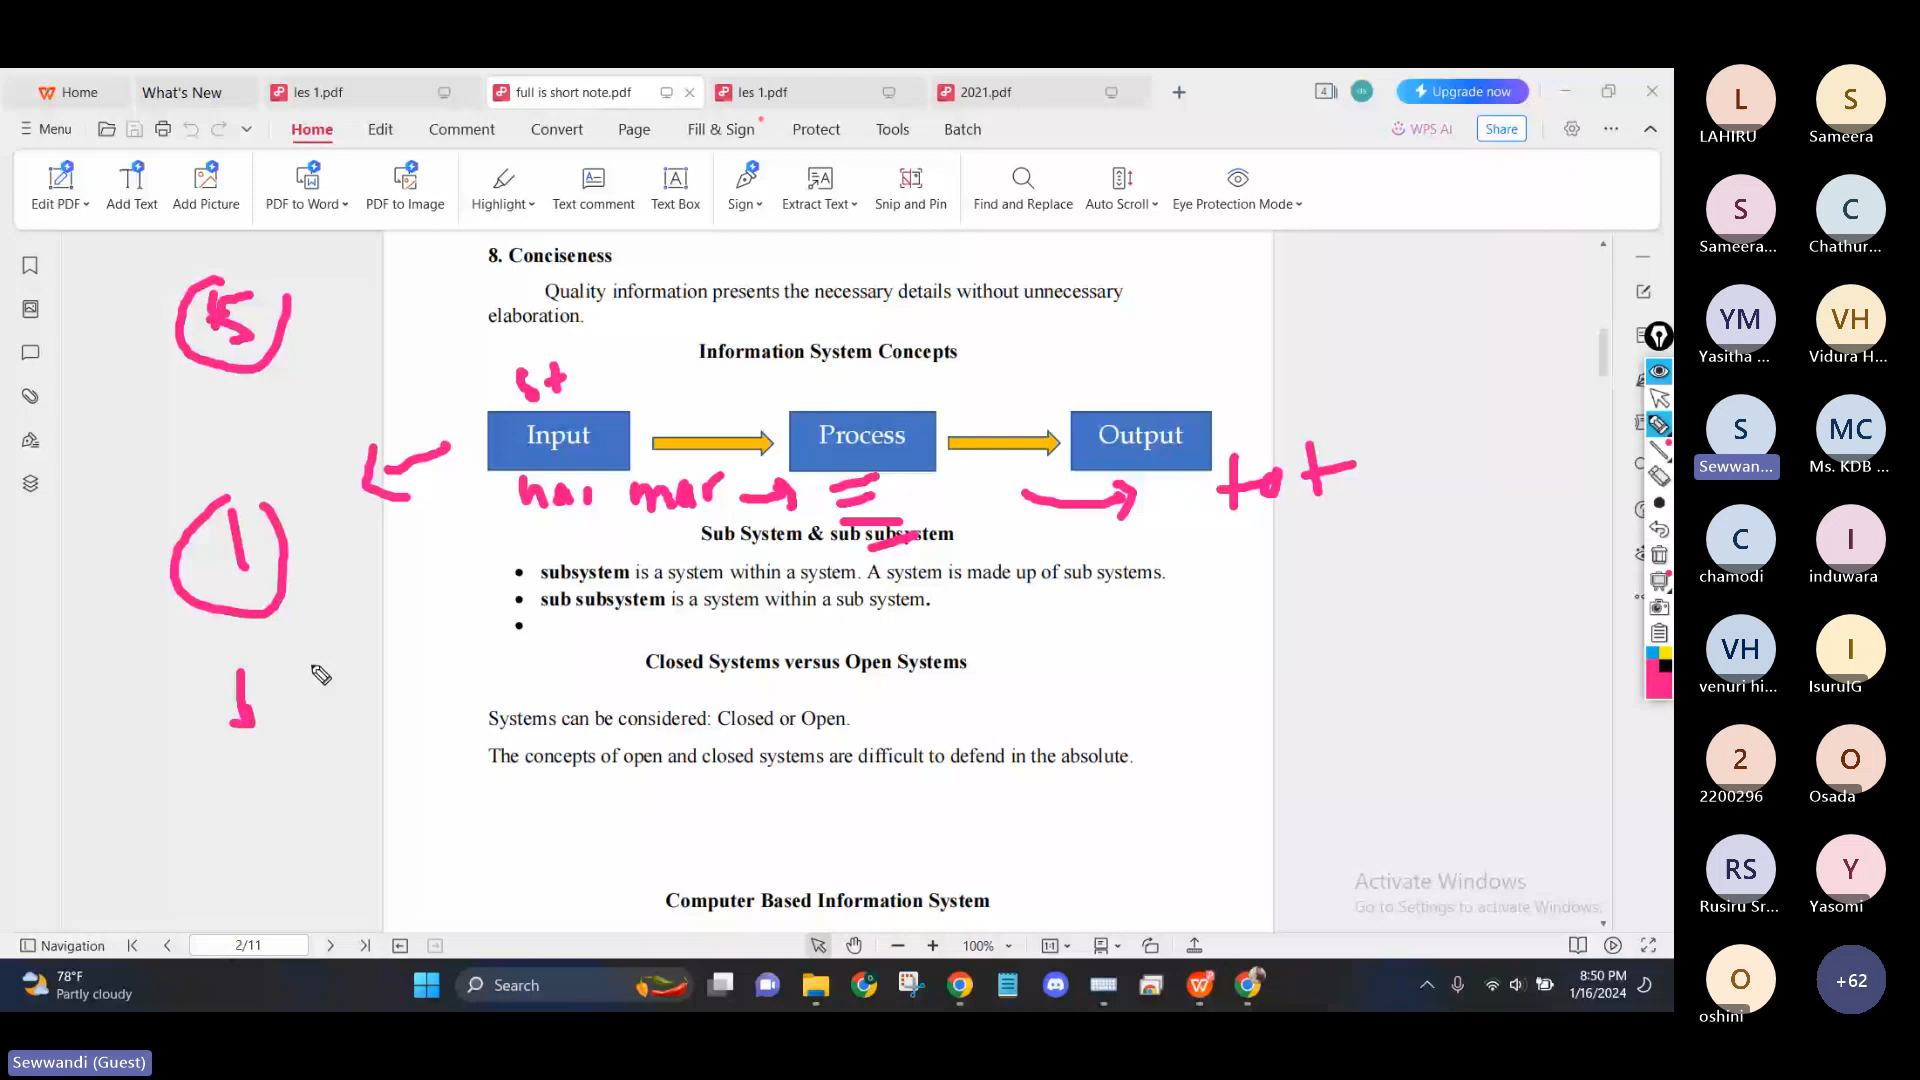 Home What's New les 1.pdf full is short note.pdf les 1.pdf 2021.pdf 4 Upgrade now
Menu Home Edit Comment Convert Page Fill & Sign Protect Tools Batch WPS AI Share
Edit PDF Add Text Add Picture PDF to Word PDF to Image Highlight Text comment Text Box Sign Extract Text Snip and Pin Find and Replace Auto Scroll Eye Protection Mode
8. Conciseness
Quality information presents the necessary details without unnecessary
elaboration.
Information System Concepts
st
Input Process Output
mar
tot
Sub System & sub subsystem
• subsystem is a system within a system. A system is made up of sub systems.
• sub subsystem is a system within a sub system.
•
Closed Systems versus Open Systems
Systems can be considered: Closed or Open.
The concepts of open and closed systems are difficult to defend in the absolute.
Computer Based Information System
Activate Windows
Go to Settings to activate Windows.
Navigation 2/11 100%
78°F
Partly cloudy
Search
8:50 PM
1/16/2024
L S
LAHIRU Sameera
S C
Sameera... Chathur...
YM VH
Yasitha ... Vidura H...
S MC
Sewwan... Ms. KDB ...
C I
chamodi induwara
VH I
venuri hi... IsuruIG
2 O
2200296 Osada
RS Y
Rusiru Sr... Yasomi
O +62
oshini
Sewwandi (Guest)